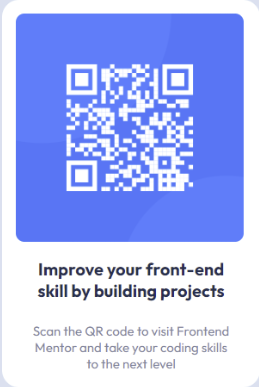 Improve your front-end
skill by building projects
Scan the QR code to visit Frontend
Mentor and take your coding skills
to the next level